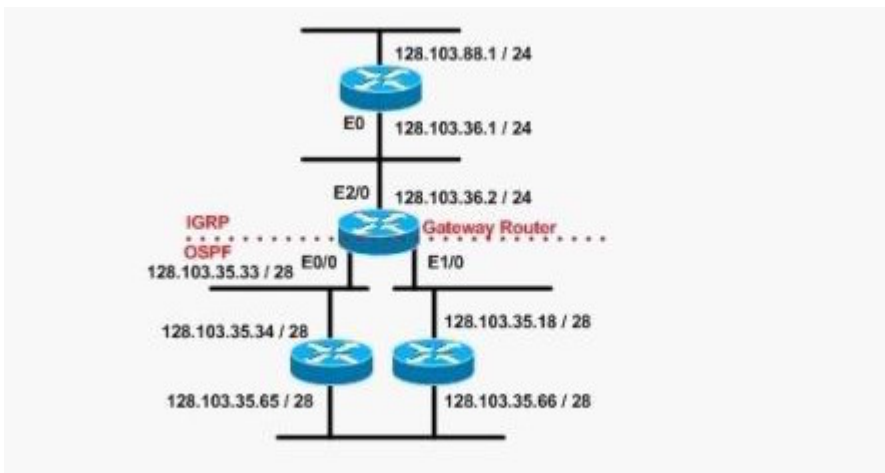 128.103.88.1 / 24
E0
128.103.36.1 / 24
E2/0
128.103.36.2 / 24
IGRP
Gateway Router
OSPF
E0/0
E1/0
128.103.35.33 / 28
128.103.35.34 / 28
128.103.35.18 / 28
128.103.35.65 / 28
128.103.35.66 / 28